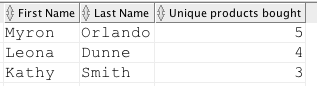 First Name Last Name Unique products bought
Myron Orlando 5
Leona Dunne 4
Kathy Smith 3